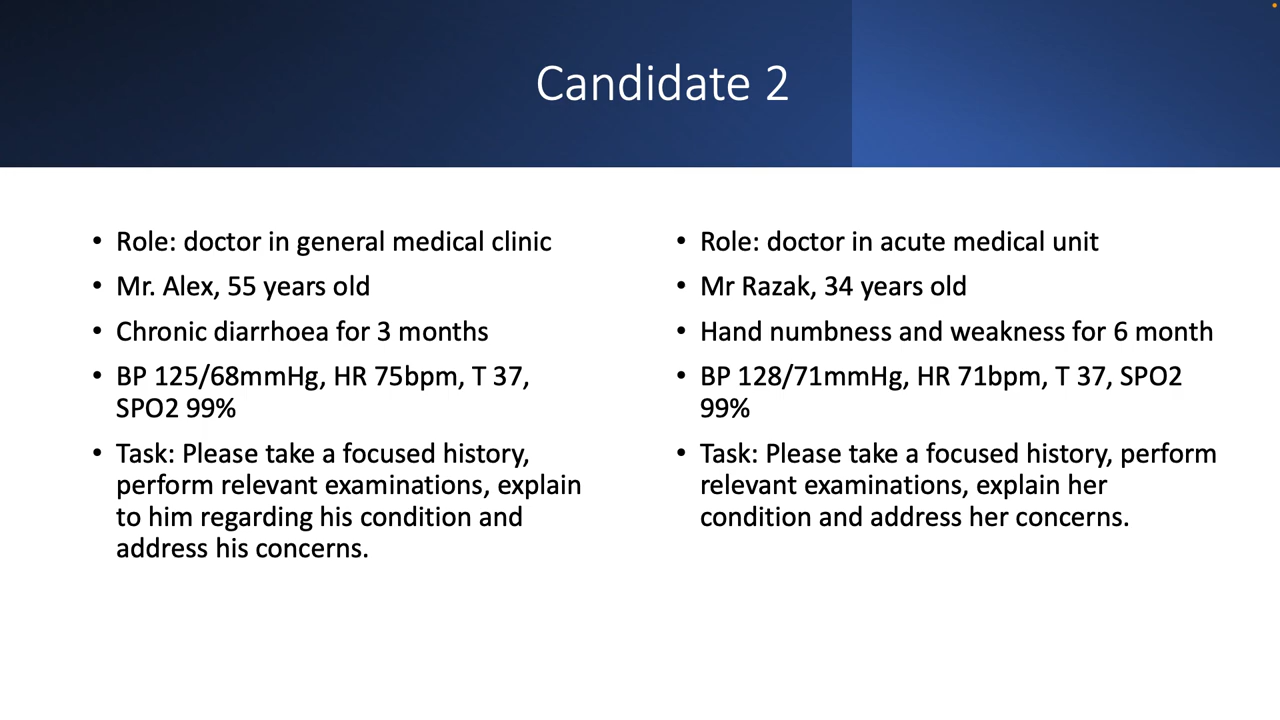 Candidate 2
• Role: doctor in general medical clinic
• Mr. Alex, 55 years old
• Chronic diarrhoea for 3 months
• BP 125/68mmHg, HR 75bpm, T 37,
SPO2 99%
• Task: Please take a focused history,
perform relevant examinations, explain
to him regarding his condition and
address his concerns.
• Role: doctor in acute medical unit
• Mr Razak, 34 years old
• Hand numbness and weakness for 6 month
• BP 128/71mmHg, HR 71bpm, T 37, SPO2
99%
• Task: Please take a focused history, perform
relevant examinations, explain her
condition and address her concerns.